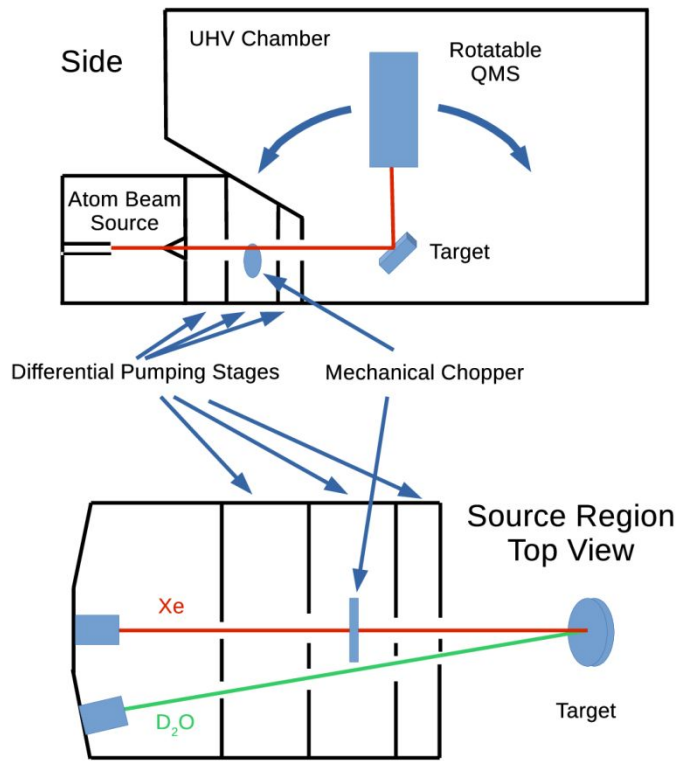 UHV Chamber
Side
Rotatable
QMS
Atom Beam
Source
Target
Differential Pumping Stages
Mechanical Chopper
Source Region
Top View
Xe
D₂O
Target